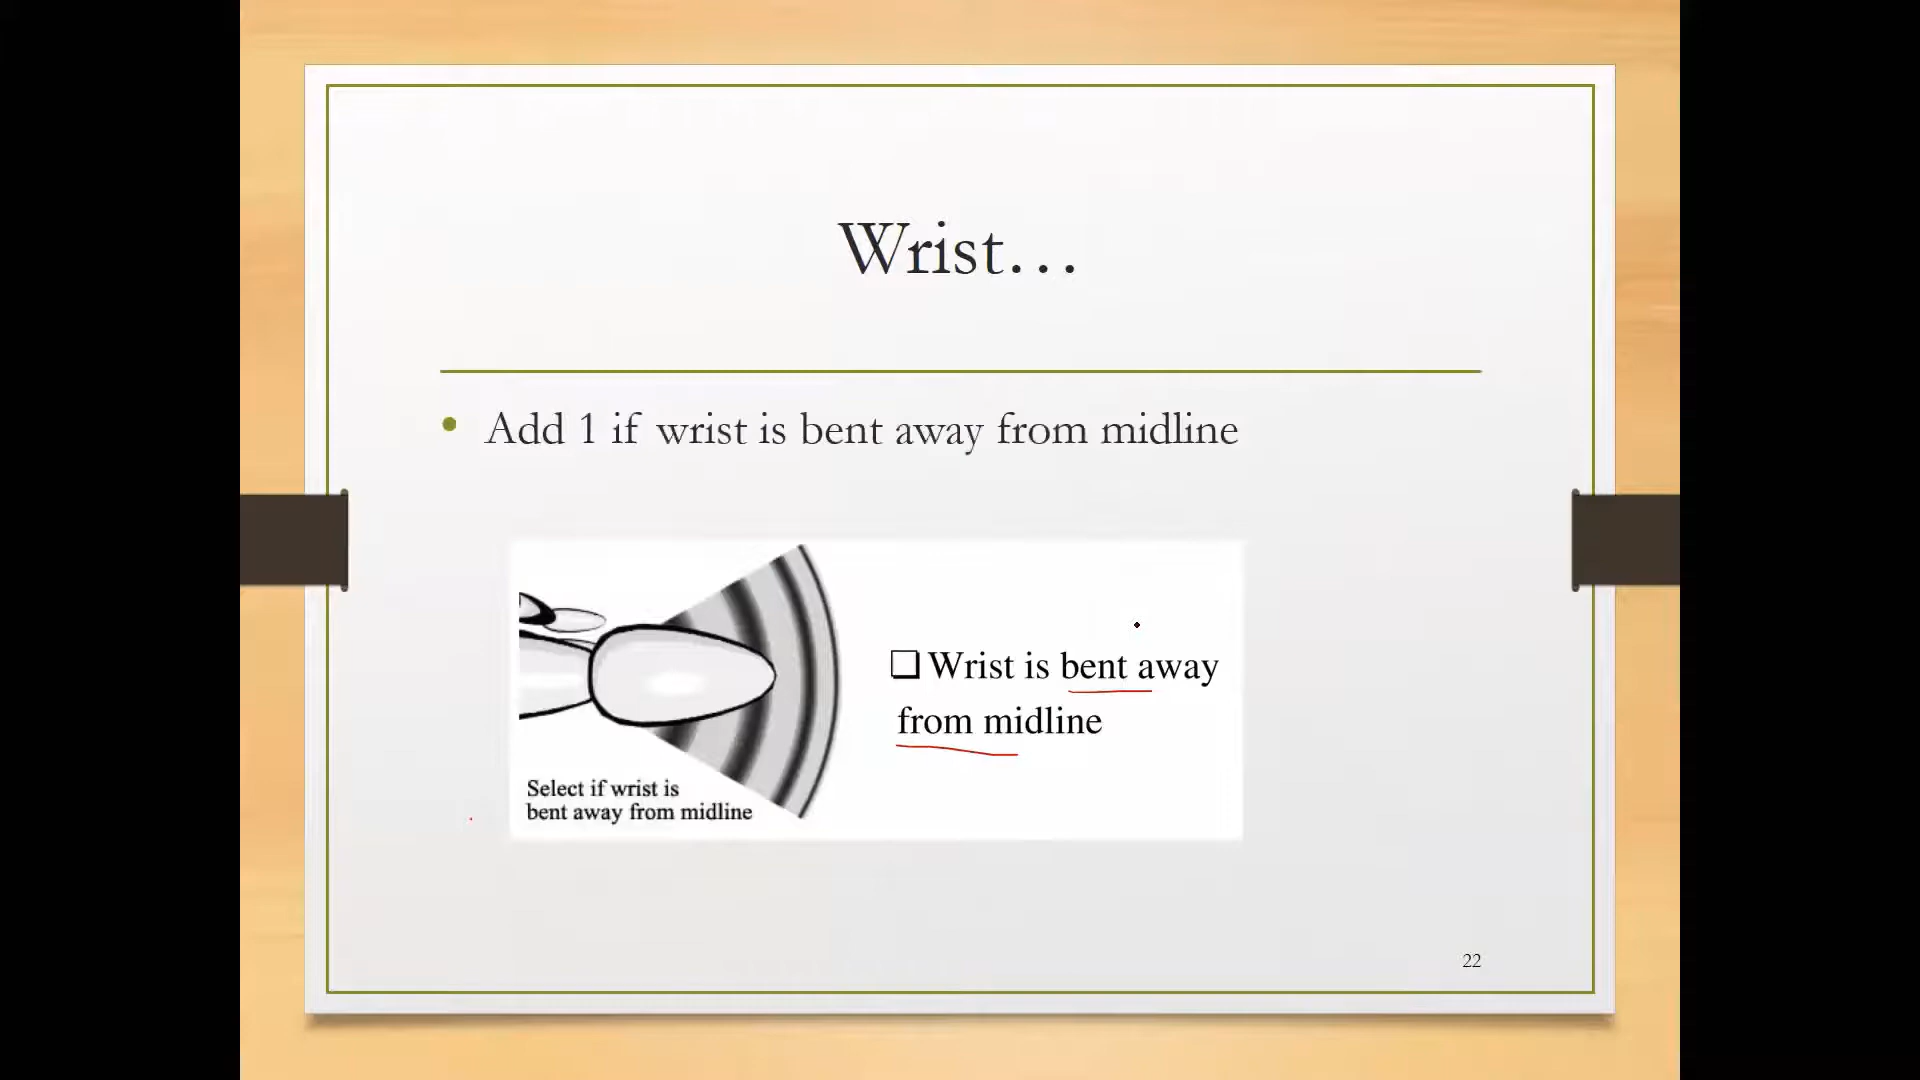 Wrist…
• Add 1 if wrist is bent away from midline
❑ Wrist is bent away
from midline
Select if wrist is
bent away from midline
22